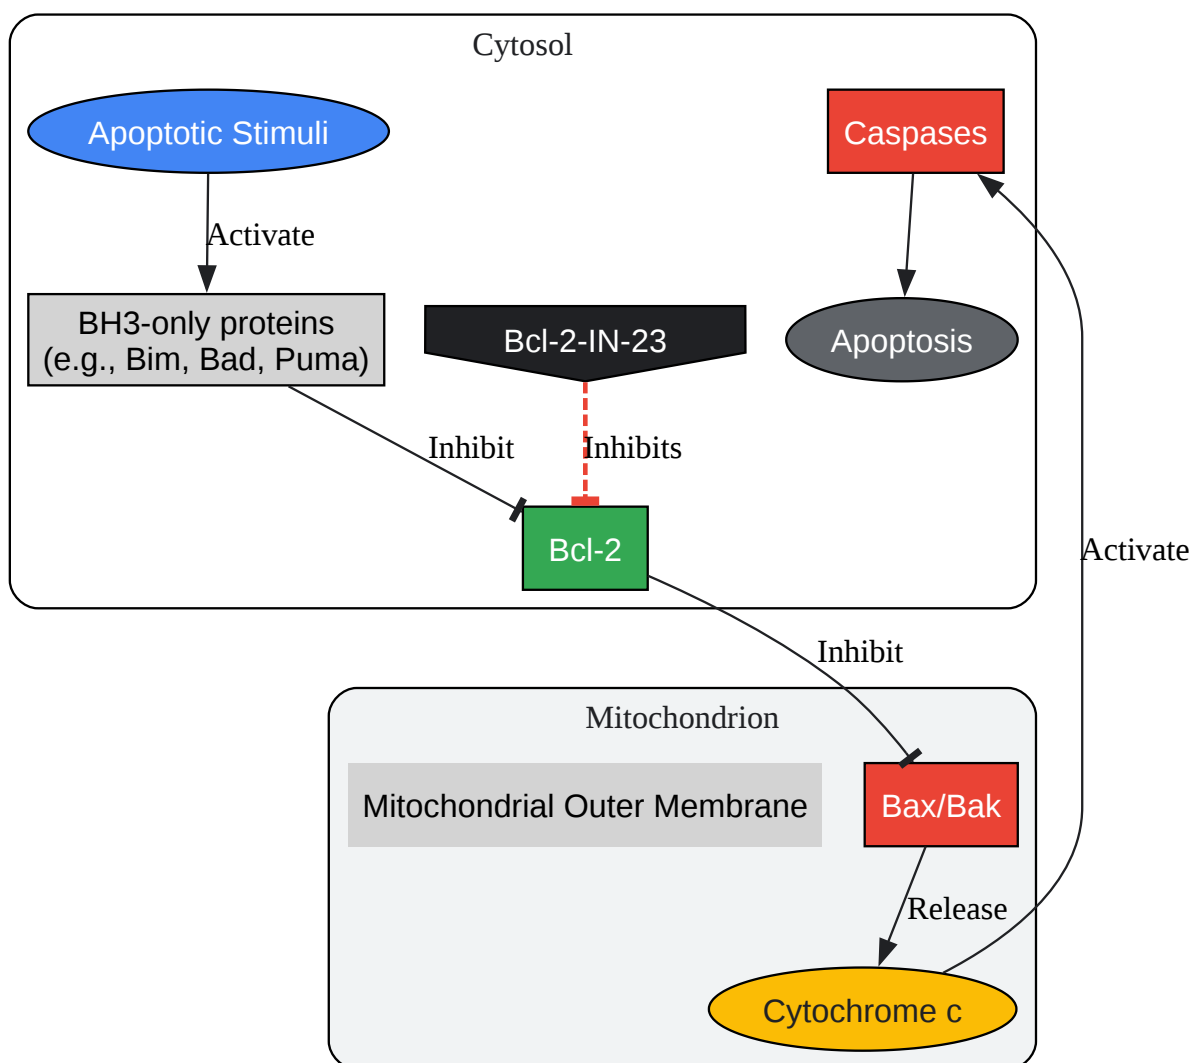 Cytosol
Apoptotic Stimuli
Caspases
Activate
BH3-only proteins
(e.g., Bim, Bad, Puma)
Bcl-2-IN-23
Apoptosis
Inhibit
Inhibits
Bcl-2
Activate
Inhibit
Mitochondrion
Mitochondrial Outer Membrane
Bax/Bak
Release
Cytochrome c